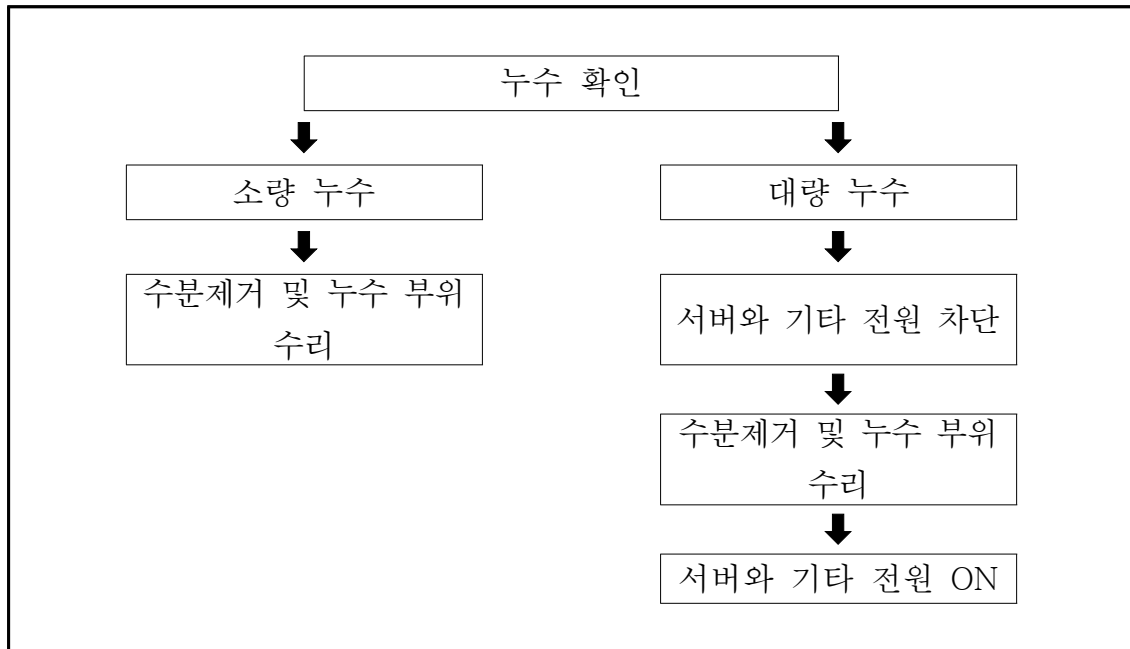 누수 확인
소량 누수
대량 누수
수분제거 및 누수 부위
수리
서버와 기타 전원 차단
수분제거 및 누수 부위
수리
서버와 기타 전원 ON